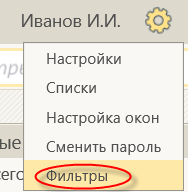 Иванов И.И.
Настройки
Списки
Настройка окон
Сменить пароль
Фильтры